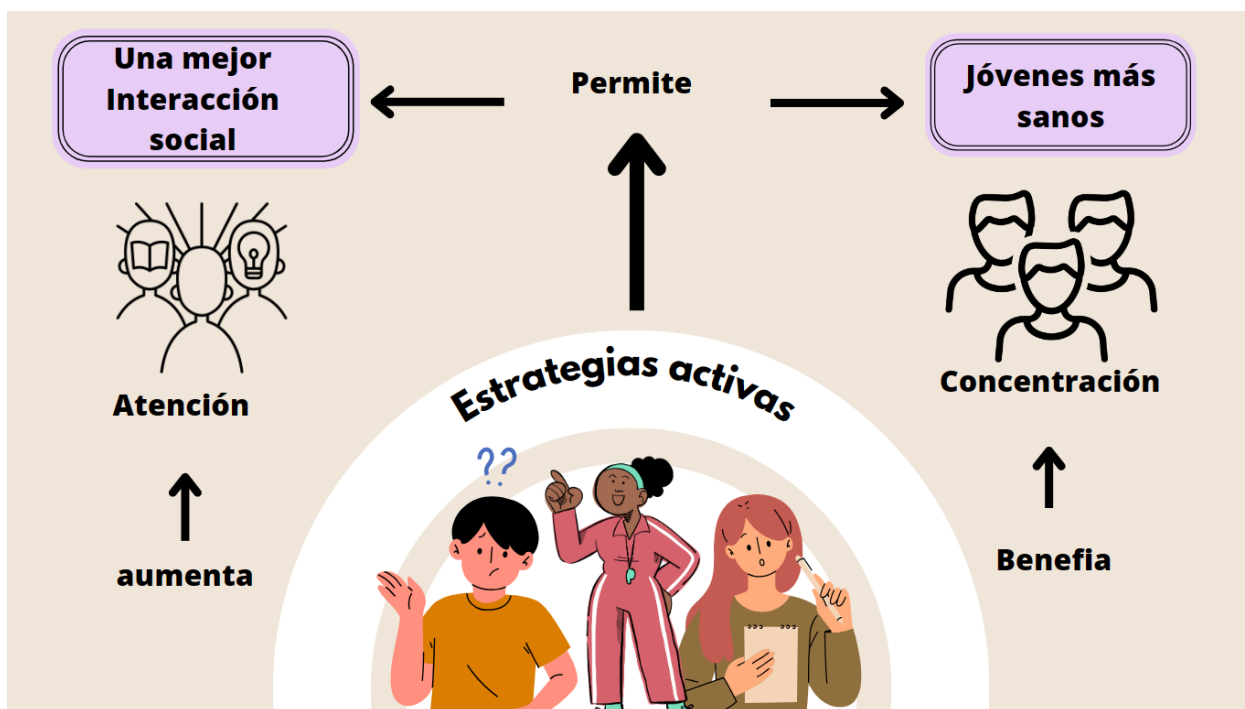 Una mejor
Interacción
social
Permite
Jóvenes más
sanos
Estrategias activas
Atención
Concentración
aumenta
Benefia
??